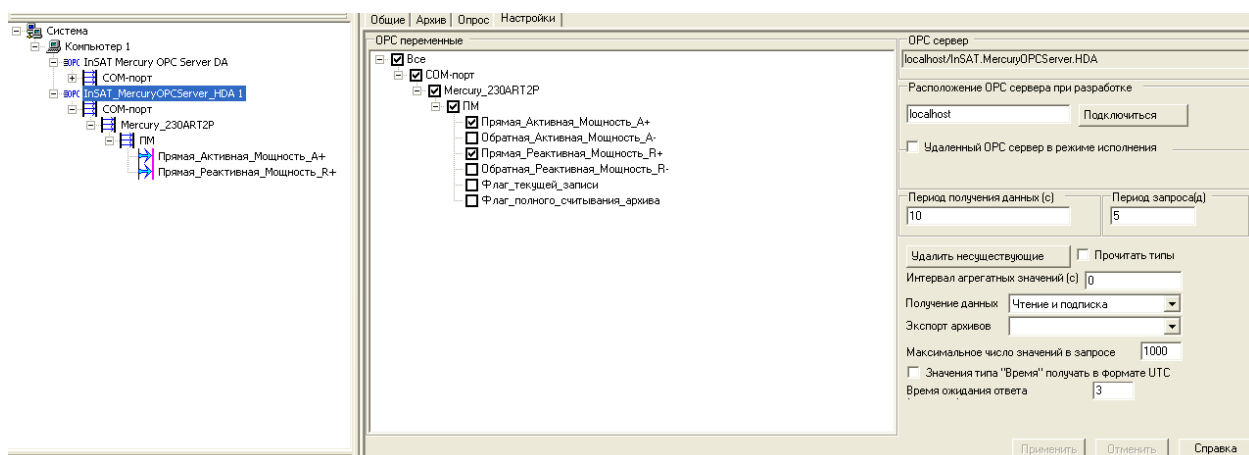 Система
Компьютер 1
InSAT Mercury OPC Server DA
COM-порт
InSAT_MercuryOPCServer_HDA 1
COM-порт
Mercury_230ART2P
ПМ
Прямая_Активная_Мощность_A+
Прямая_Реактивная_Мощность_R+
Общие Архив Опрос Настройки
OPC переменные
Все
COM-порт
Mercury_230ART2P
ПМ
Прямая_Активная_Мощность_A+
Обратная_Активная_Мощность_A-
Прямая_Реактивная_Мощность_R+
Обратная_Реактивная_Мощность_R-
Флаг_текущей_записи
Флаг_полного_считывания_архива
OPC сервер
localhost/InSAT.MercuryOPCServer.HDA
Расположение OPC сервера при разработке
localhost Подключиться
Удаленный OPC сервер в режиме исполнения
Период получения данных (с) Период запроса(д)
10 5
Удалить несуществующие Прочитать типы
Интервал агрегатных значений (с) 0
Получение данных Чтение и подписка
Экспорт архивов
Максимальное число значений в запросе 1000
Значения типа "Время" получать в формате UTC
Время ожидания ответа 3
Применить Отменить Справка